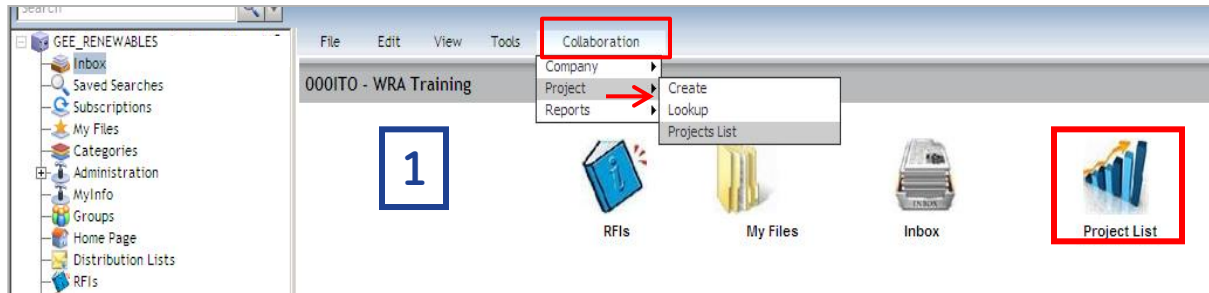 Search
GEE_RENEWABLES
Inbox
Saved Searches
Subscriptions
My Files
Categories
Administration
MyInfo
Groups
Home Page
Distribution Lists
RFIs
File Edit View Tools Collaboration
Company
Project
Reports
Create
Lookup
Projects List
000ITO - WRA Training
1
INBOX
RFIs My Files Inbox Project List